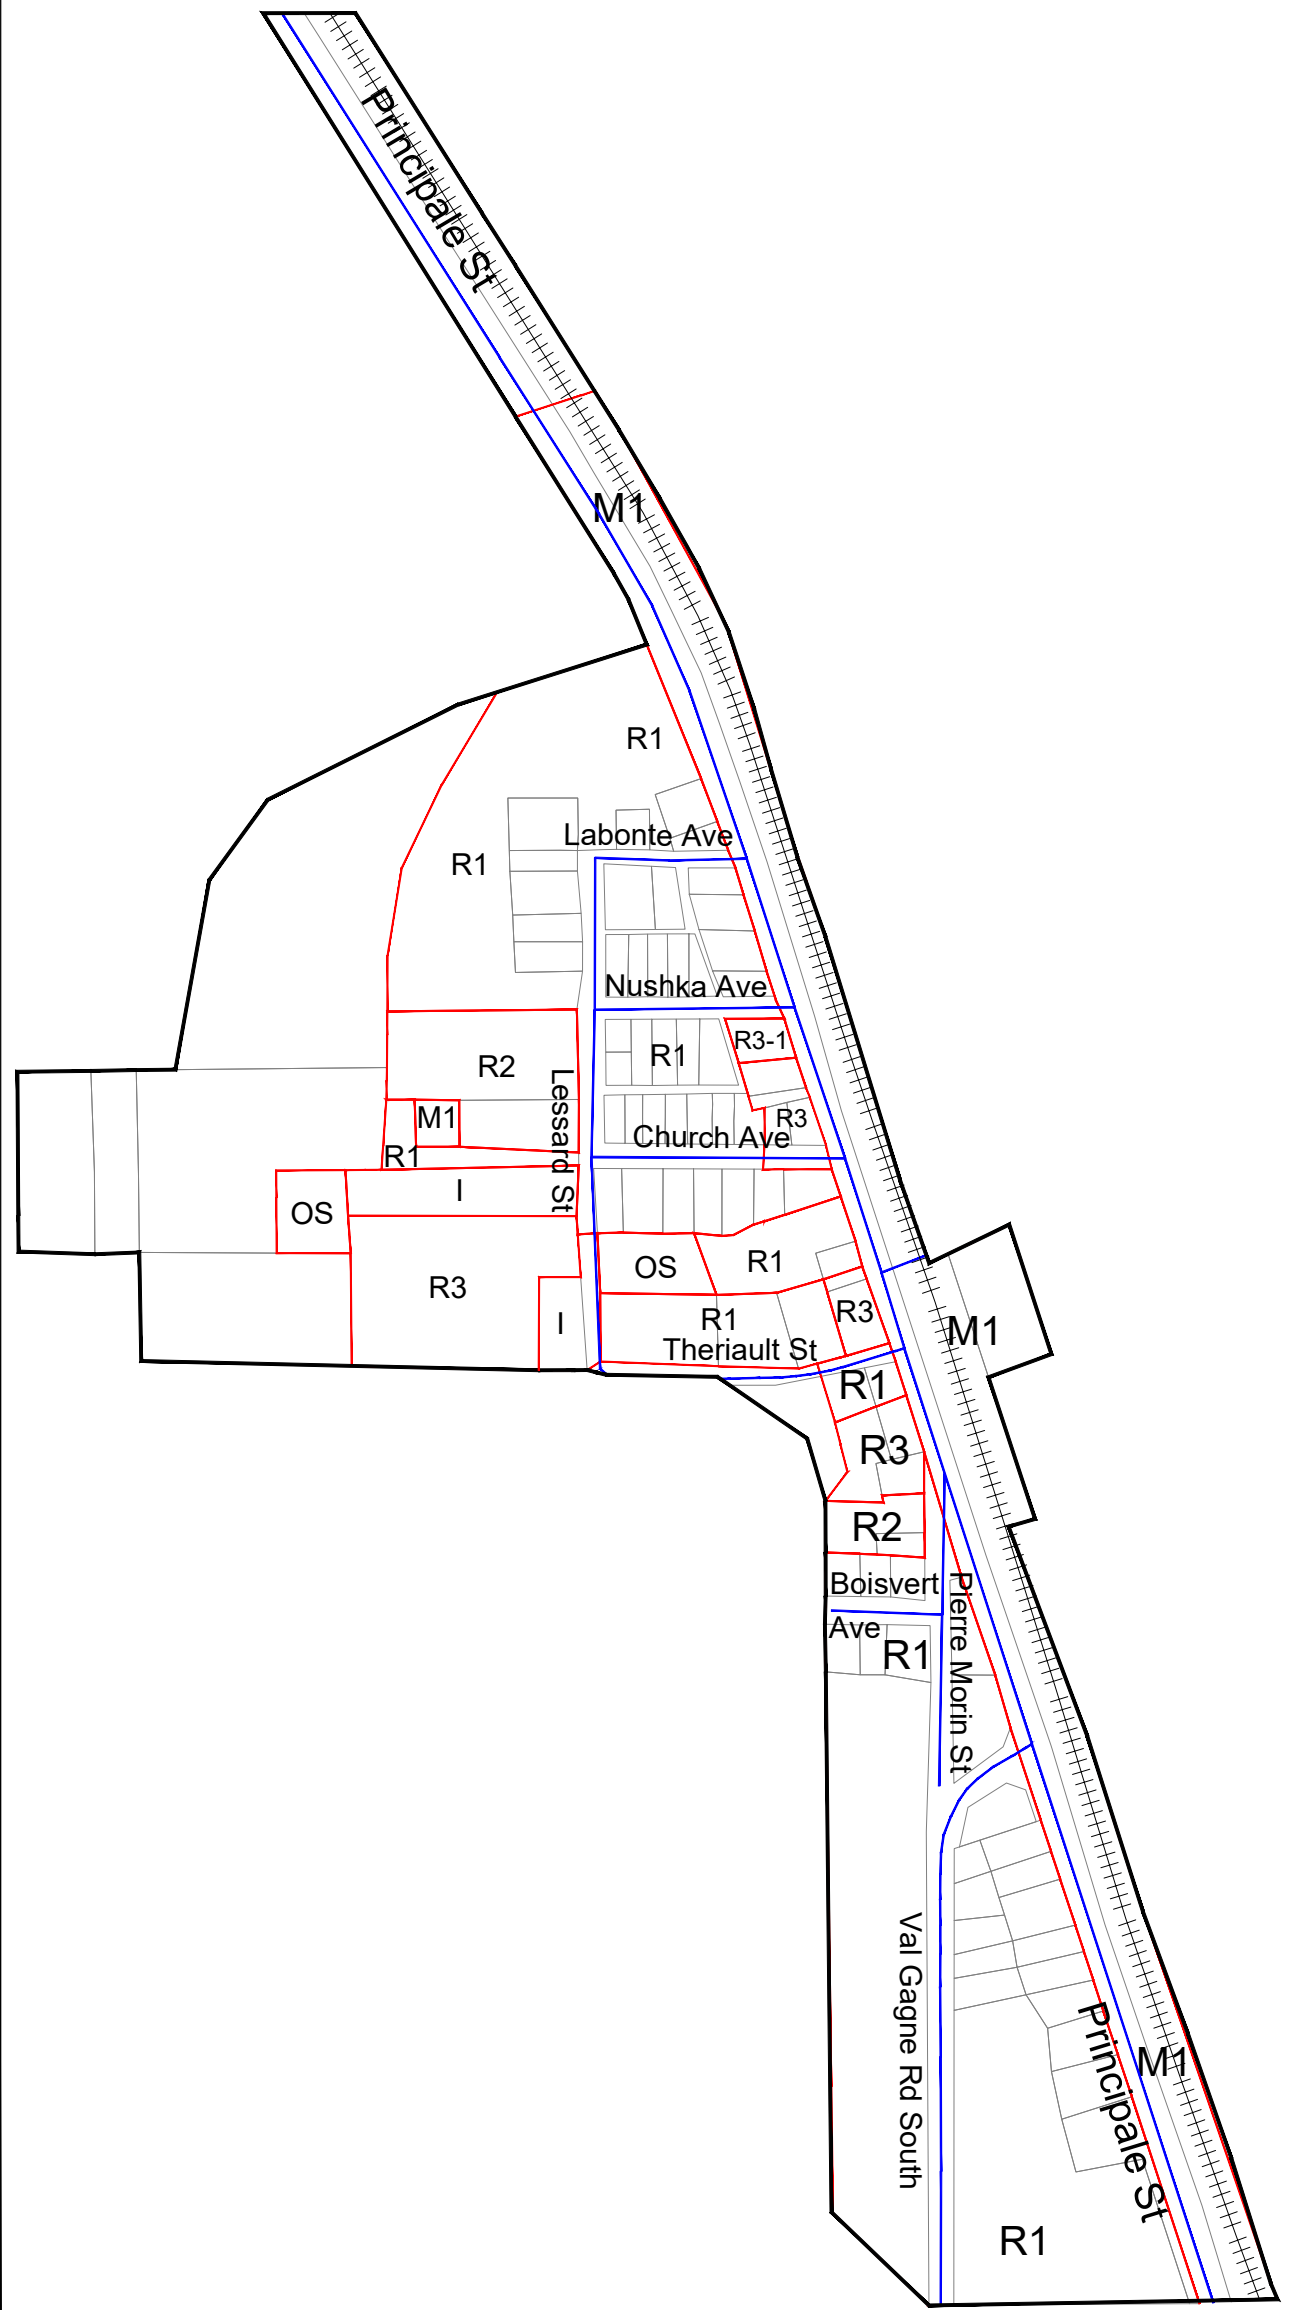 Principale St
M1
R1
Labonte Ave
R1
Nushka Ave
R3-1
R1
R2
Lessard St
M1
R3
Church Ave
R1
I
OS
R1
OS
R3
R3
I
R1
M1
Theriault St
R1
R3
R2
Boisvert
Ave
Pierre Morin St
R1
Val Gagne Rd South
Principale St
M1
R1